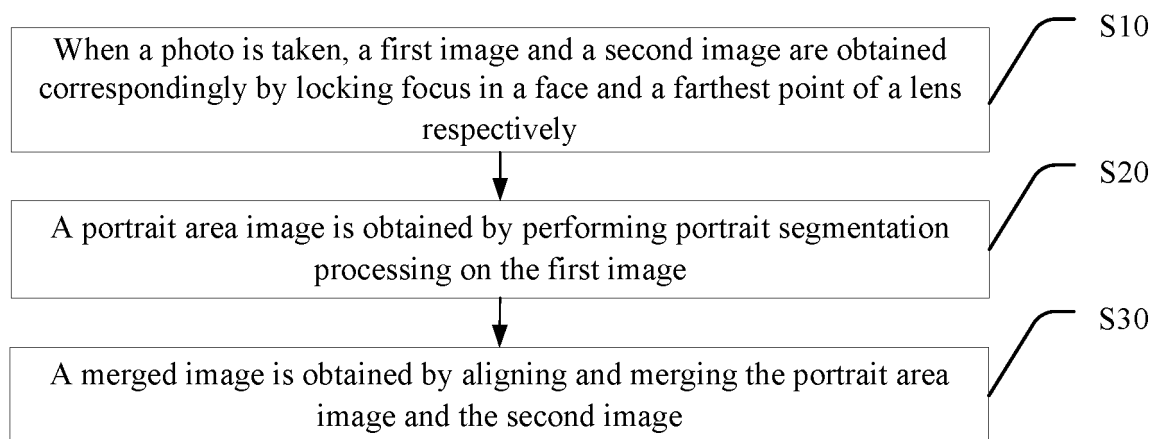 When a photo is taken, a first image and a second image are obtained
correspondingly by locking focus in a face and a farthest point of a lens
respectively
S10
A portrait area image is obtained by performing portrait segmentation
processing on the first image
S20
A merged image is obtained by aligning and merging the portrait area
image and the second image
S30